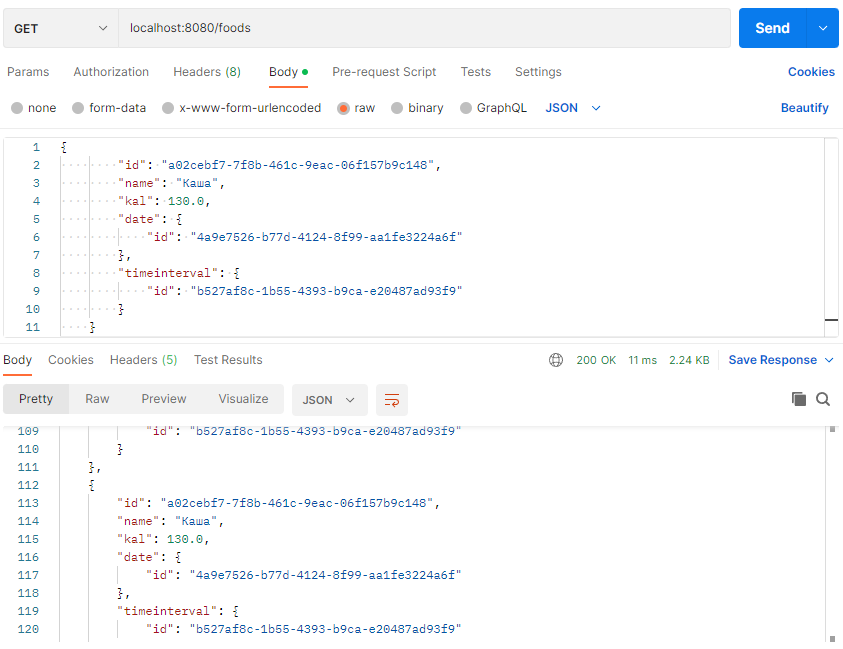 GET localhost:8080/foods Send
Params Authorization Headers (8) Body Pre-request Script Tests Settings Cookies
none form-data x-www-form-urlencoded raw binary GraphQL JSON Beautify
1 {
2 "id": "a02cebf7-7f8b-461c-9eac-06f157b9c148",
3 "name": "Каша",
4 "kal": 130.0,
5 "date": {
6 "id": "4a9e7526-b77d-4124-8f99-aa1fe3224a6f"
7 },
8 "timeinterval": {
9 "id": "b527af8c-1b55-4393-b9ca-e20487ad93f9"
10 }
11 }
Body Cookies Headers (5) Test Results 200 OK 11 ms 2.24 KB Save Response
Pretty Raw Preview Visualize JSON
109 "id": "b527af8c-1b55-4393-b9ca-e20487ad93f9"
110 }
111 },
112 {
113 "id": "a02cebf7-7f8b-461c-9eac-06f157b9c148",
114 "name": "Каша",
115 "kal": 130.0,
116 "date": {
117 "id": "4a9e7526-b77d-4124-8f99-aa1fe3224a6f"
118 },
119 "timeinterval": {
120 "id": "b527af8c-1b55-4393-b9ca-e20487ad93f9"